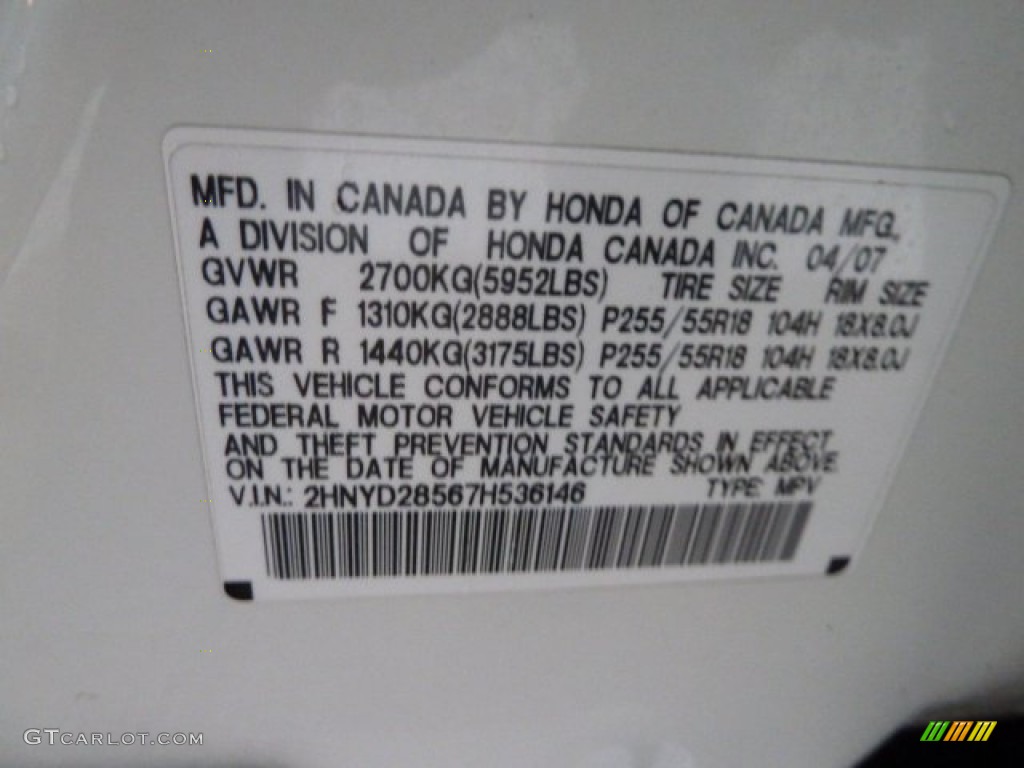 MFD. IN CANADA BY HONDA OF CANADA MFG.,
A DIVISION OF HONDA CANADA INC. 04/07
GVWR 2700KG(5952LBS) TIRE SIZE RIM SIZE
GAWR F 1310KG(2888LBS) P255/55R18 104H 18X8.0J
GAWR R 1440KG(3175LBS) P255/55R18 104H 18X8.0J
THIS VEHICLE CONFORMS TO ALL APPLICABLE
FEDERAL MOTOR VEHICLE SAFETY
AND THEFT PREVENTION STANDARDS IN EFFECT
ON THE DATE OF MANUFACTURE SHOWN ABOVE.
V.I.N.: 2HNYD28567H536146 TYPE: MPV
GTCARLOT.COM